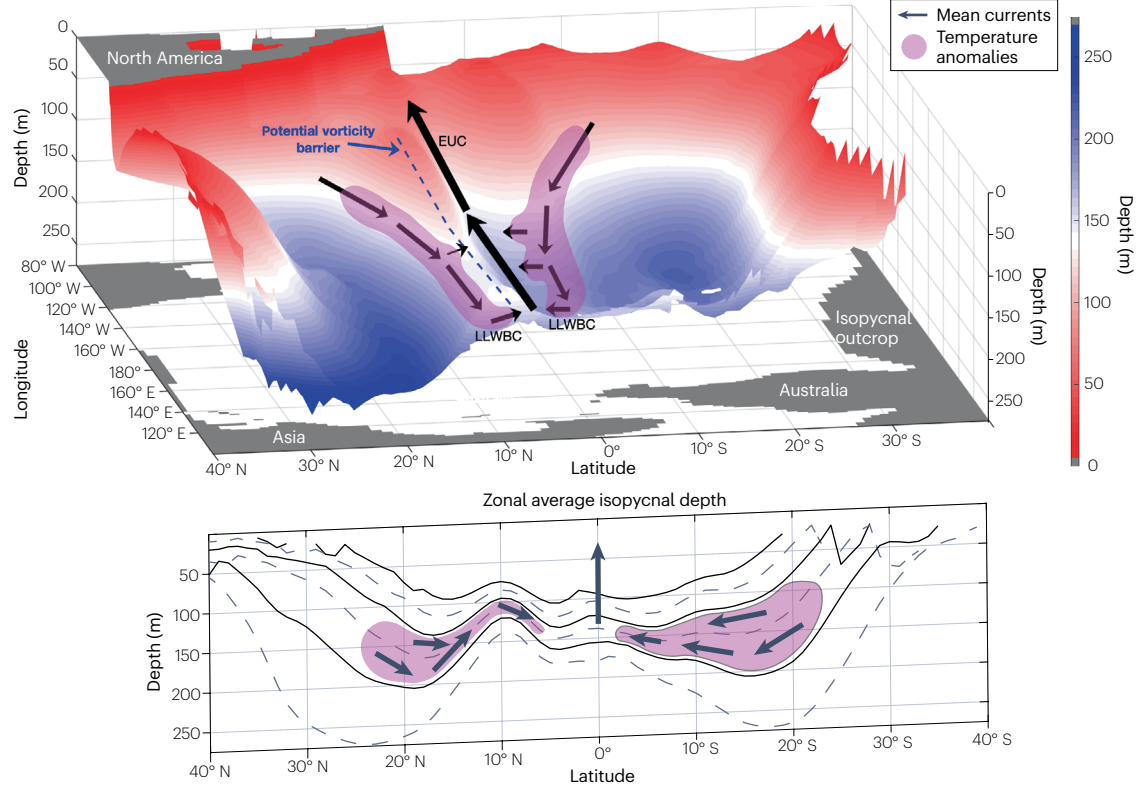 Mean currents
Temperature
anomalies
0
50
100
150
200
250
Depth (m)
North America
Potential vorticity
barrier
EUC
LLWBC
LLWBC
Isopycnal
outcrop
Australia
Asia
80° W
100° W
120° W
140° W
160° W
180° W
160° E
140° E
120° E
Longitude
40° N
30° N
20° N
10° N
0°
10° S
20° S
30° S
Latitude
0
50
100
150
200
250
Depth (m)
250
200
150
100
50
0
Depth (m)
Zonal average isopycnal depth
50
100
150
200
250
Depth (m)
40° N
30° N
20° N
10° N
0°
10° S
20° S
30° S
40° S
Latitude